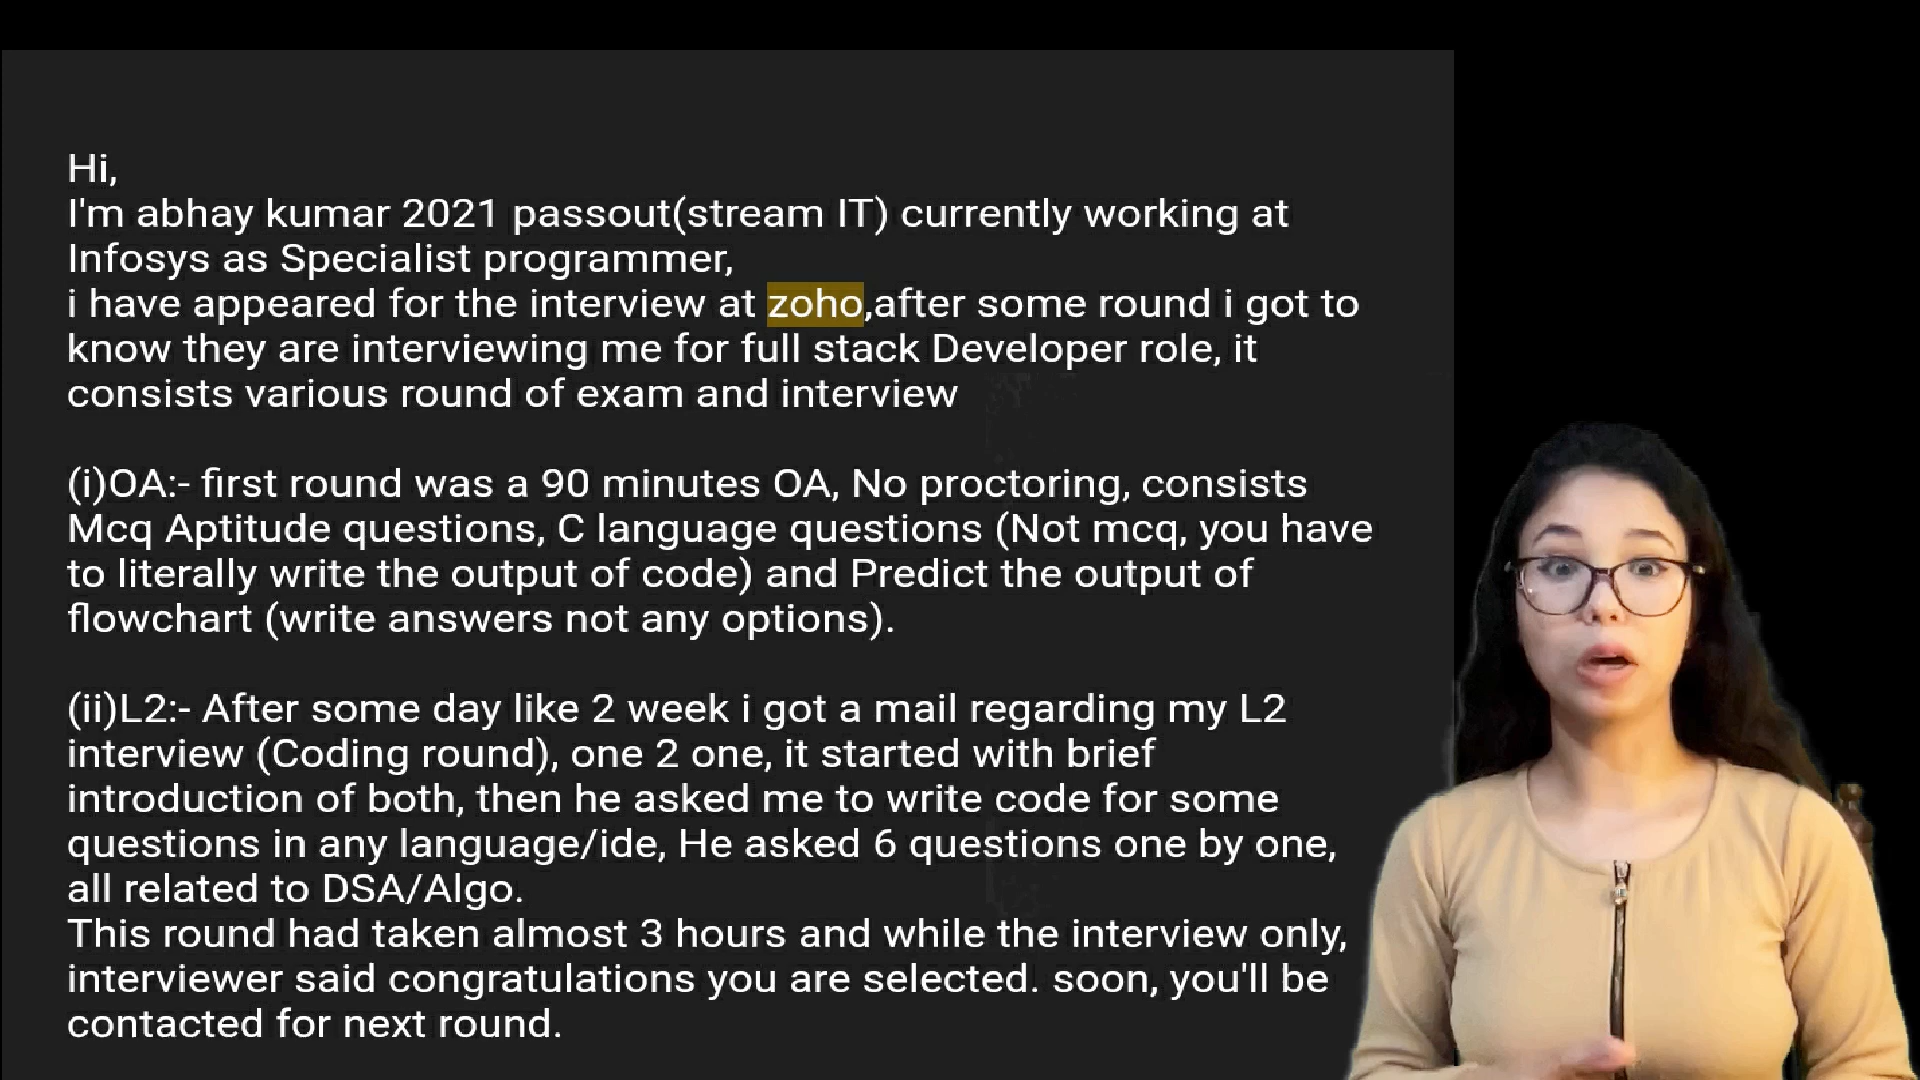 Hi,
I'm abhay kumar 2021 passout(stream IT) currently working at
Infosys as Specialist programmer,
i have appeared for the interview at zoho,after some round i got to
know they are interviewing me for full stack Developer role, it
consists various round of exam and interview
(i)OA:- first round was a 90 minutes OA, No proctoring, consists
Mcq Aptitude questions, C language questions (Not mcq, you have
to literally write the output of code) and Predict the output of
flowchart (write answers not any options).
(ii)L2:- After some day like 2 week i got a mail regarding my L2
interview (Coding round), one 2 one, it started with brief
introduction of both, then he asked me to write code for some
questions in any language/ide, He asked 6 questions one by one,
all related to DSA/Algo.
This round had taken almost 3 hours and while the interview only,
interviewer said congratulations you are selected. soon, you'll be
contacted for next round.